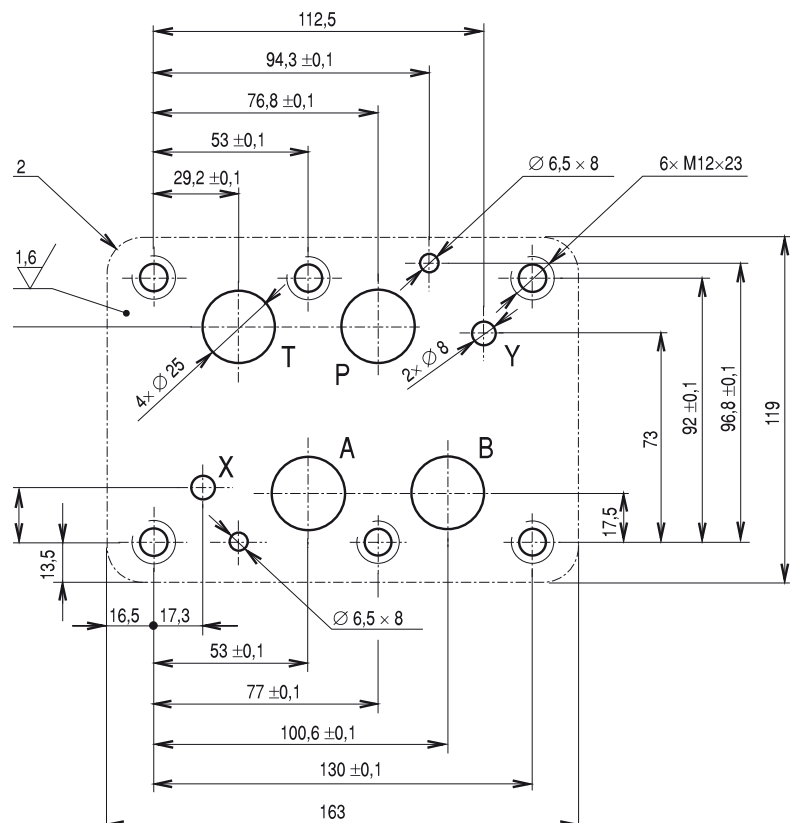 112,5
94,3 ±0,1
76,8 ±0,1
53 ±0,1
29,2 ±0,1
2
∅ 6,5 × 8
6× M12×23
1,6
4× ∅ 25
T
P
2× ∅ 8
Y
73
92 ±0,1
96,8 ±0,1
119
X
A
B
17,5
13,5
16,5
17,3
∅ 6,5 × 8
53 ±0,1
77 ±0,1
100,6 ±0,1
130 ±0,1
163